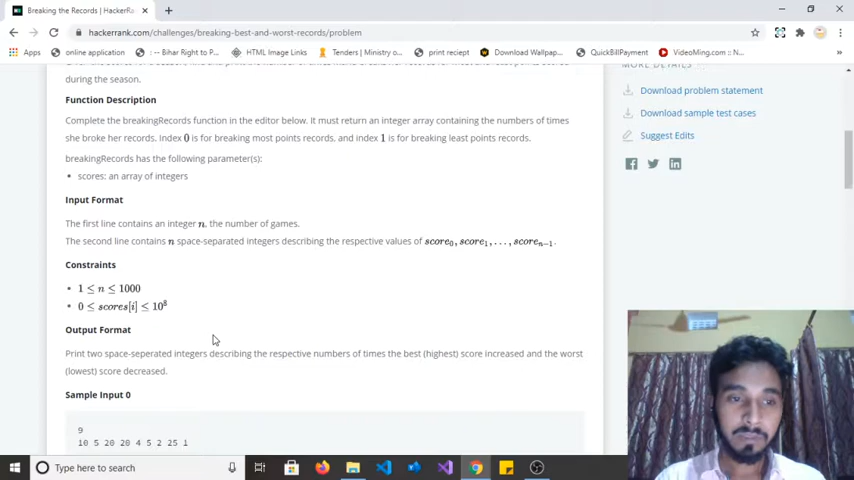 Breaking the Records | HackerRa
hackerrank.com/challenges/breaking-best-and-worst-records/problem
Apps
online application
: Bihar Right to P...
HTML Image Links
Tenders | Ministry o...
print reciept
Download Wallpap...
QuickBillPayment
VideoMing.com/N...
during the season.
MORE DETAILS
Download problem statement
Function Description
Download sample test cases
Complete the breakingRecords function in the editor below. It must return an integer array containing the numbers of times
she broke her records. Index 0 is for breaking most points records, and index 1 is for breaking least points records.
Suggest Edits
breakingRecords has the following parameter(s):
• scores: an array of integers
Input Format
The first line contains an integer n, the number of games.
The second line contains n space-separated integers describing the respective values of score₀, score₁, . . . , scoreₙ₋₁.
Constraints
• 1 ≤ n ≤ 1000
• 0 ≤ scores[i] ≤ 10⁸
Output Format
Print two space-seperated integers describing the respective numbers of times the best (highest) score increased and the worst
(lowest) score decreased.
Sample Input 0
9
10 5 20 20 4 5 2 25 1
Type here to search